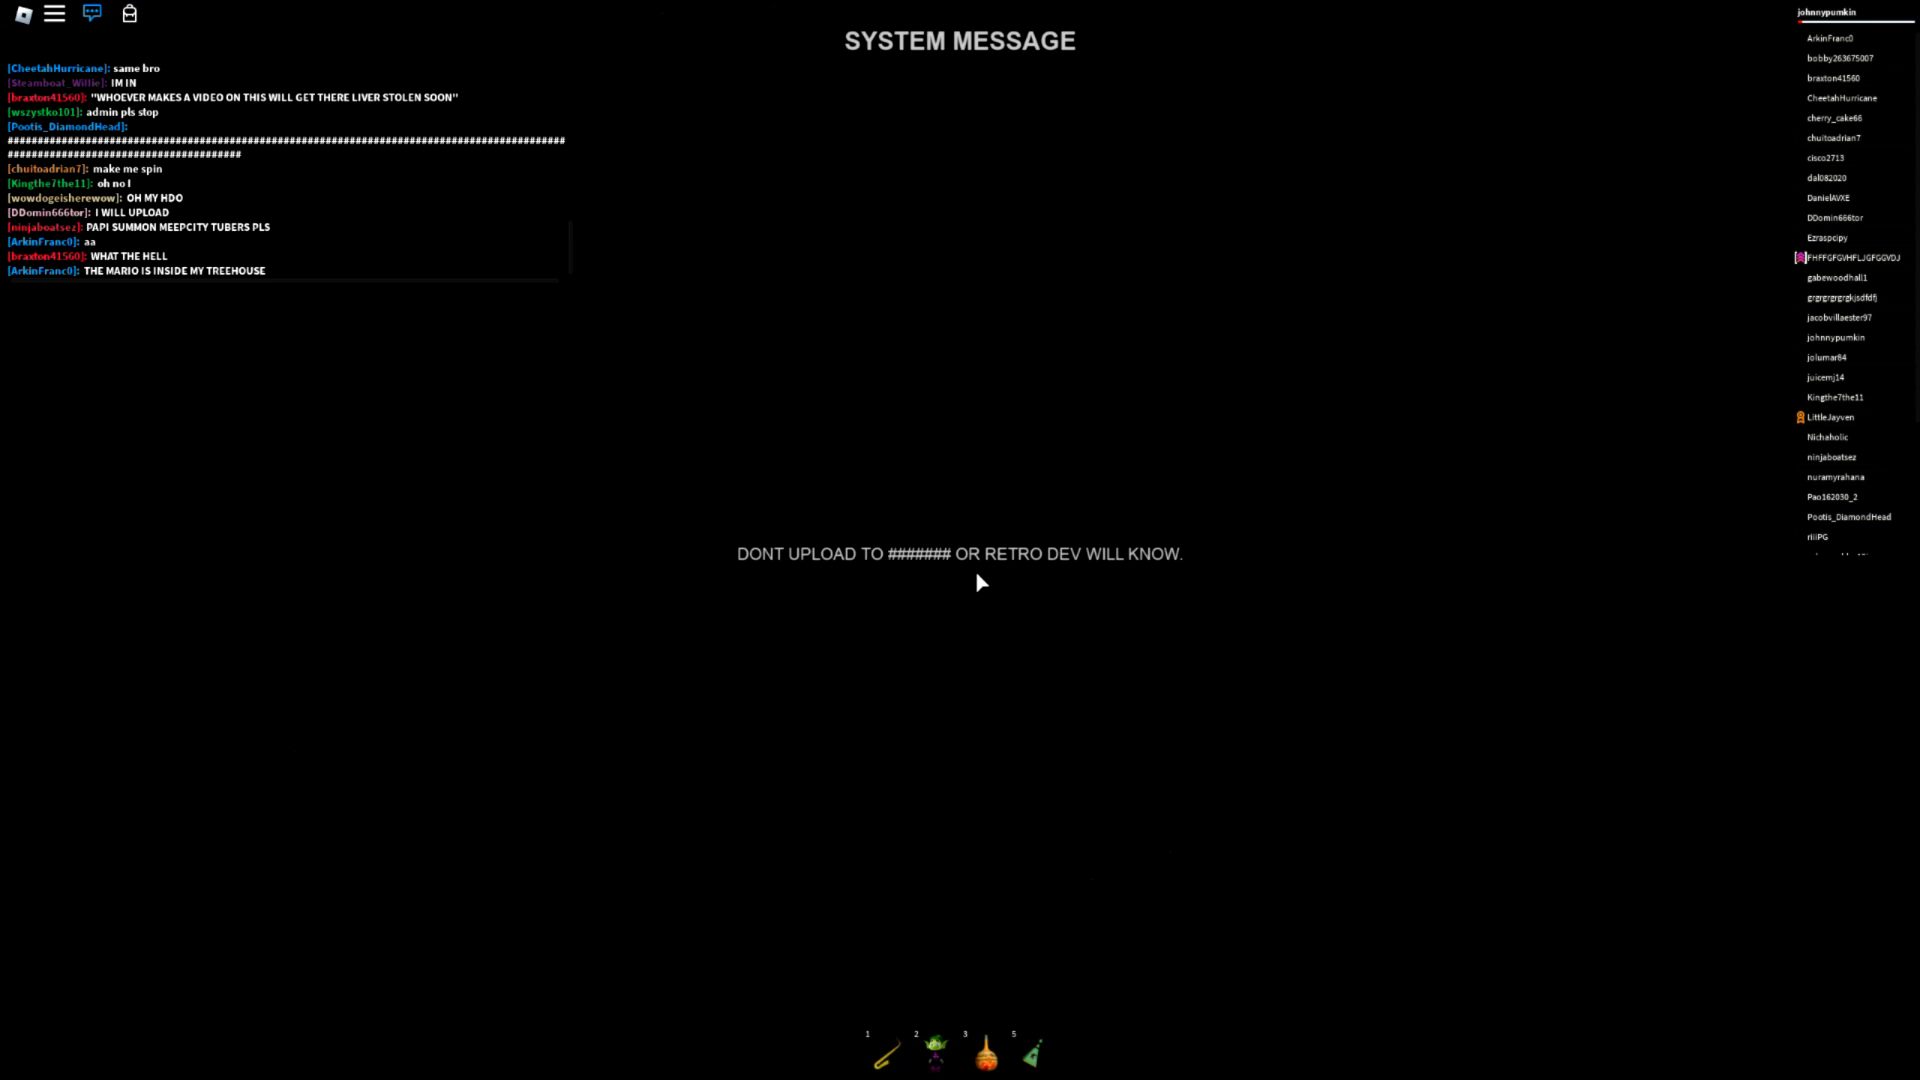 SYSTEM MESSAGE
[CheetahHurricane]: same bro
[Steamboat_Willie]: IM IN
[braxton41560]: "WHOEVER MAKES A VIDEO ON THIS WILL GET THERE LIVER STOLEN SOON"
[wszystko101]: admin pls stop
[Pootis_DiamondHead]:
###############################################################################################
########################################
[chuitoadrian7]: make me spin
[Kingthe7the11]: oh no !
[wowdogeisherewow]: OH MY HDO
[DDomin666tor]: I WILL UPLOAD
[ninjaboatsez]: PAPI SUMMON MEEPCITY TUBERS PLS
[ArkinFranc0]: aa
[braxton41560]: WHAT THE HELL
[ArkinFranc0]: THE MARIO IS INSIDE MY TREEHOUSE
DONT UPLOAD TO ####### OR RETRO DEV WILL KNOW.
johnnypumkin
ArkinFranc0
bobby263675007
braxton41560
CheetahHurricane
cherry_cake66
chuitoadrian7
cisco2713
dal082020
DanielAVXE
DDomin666tor
Ezraspcipy
FHFFGFGVHFLJGFGGVDJ
gabewoodhall1
grgrgrgrgrgkjsdfdfj
jacobvillaester97
johnnypumkin
jolumar84
juicemj14
Kingthe7the11
LittleJayven
Nichaholic
ninjaboatsez
nuramyrahana
Pao162030_2
Pootis_DiamondHead
riiiPG
1
2
3
5